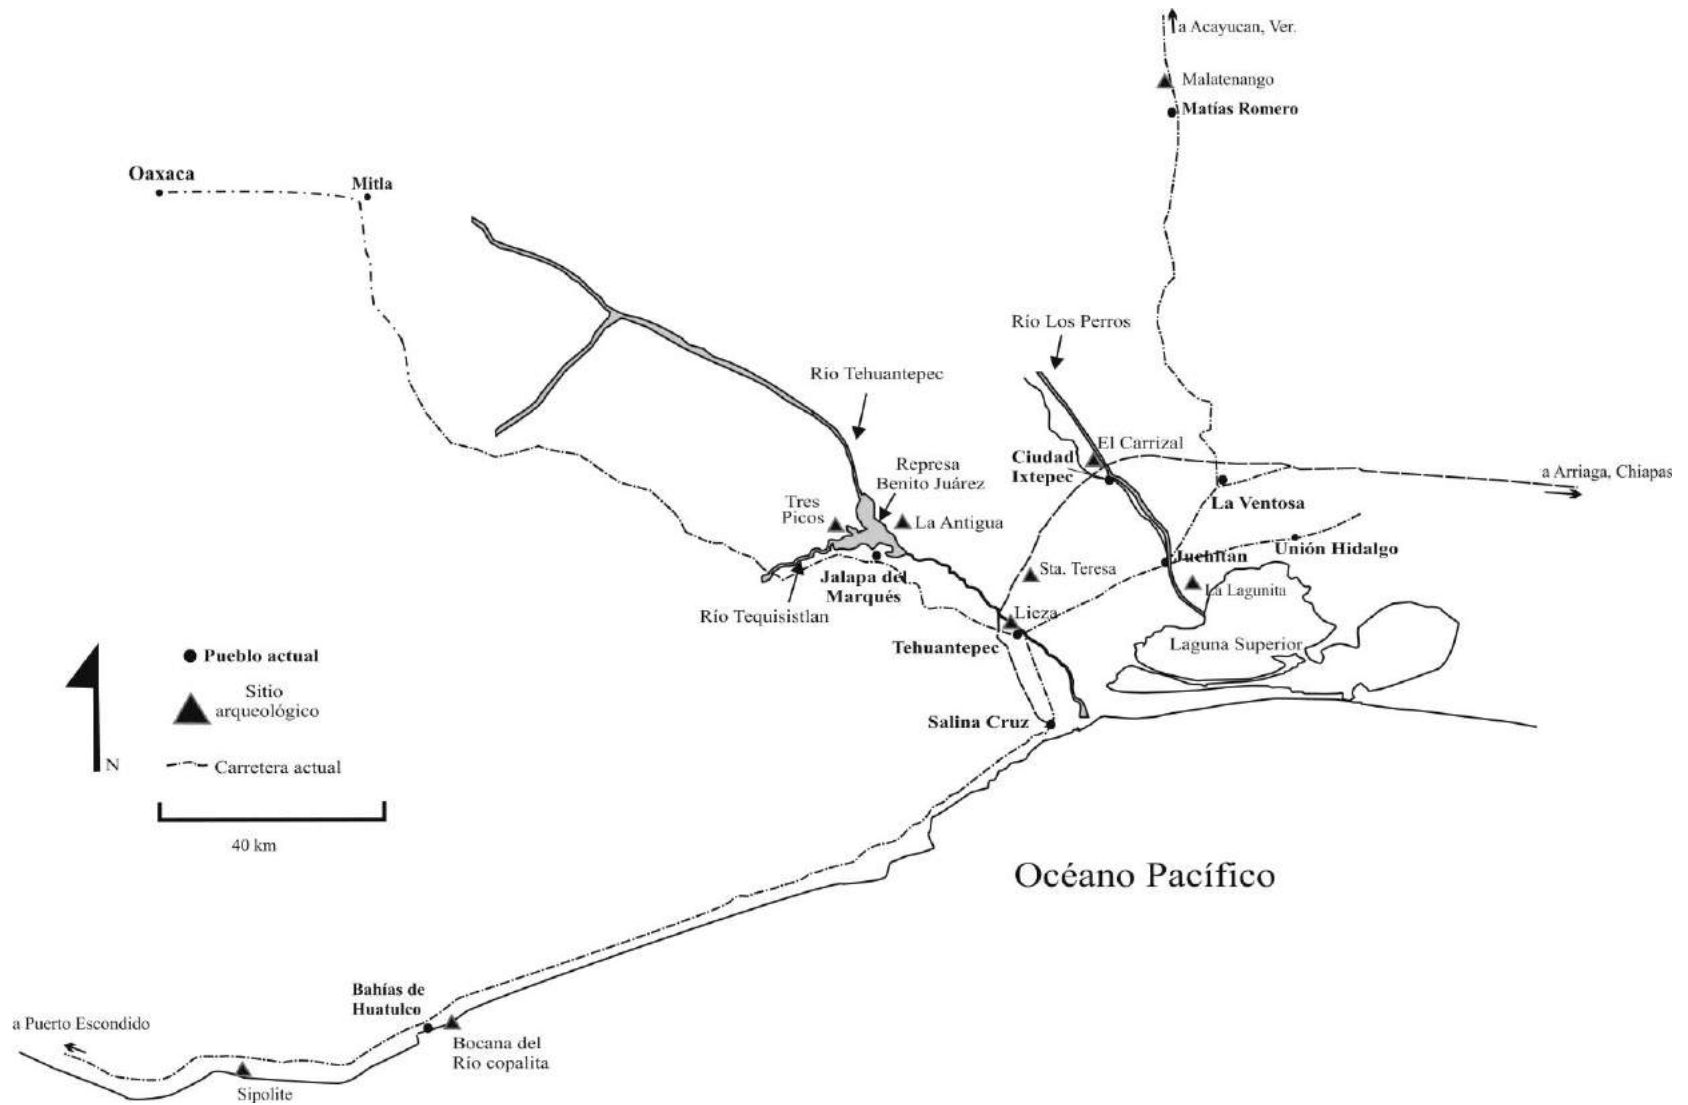 a Acayucan, Ver.
Malatenango
Matías Romero
Oaxaca
Mitla
Río Los Perros
Río Tehuantepec
El Carrizal
Ciudad
Ixtepec
Represa
Benito Juárez
a Arriaga, Chiapas
La Ventosa
Tres
Picos
La Antigua
Unión Hidalgo
Juchitan
Sta. Teresa
Jalapa del
Marqués
La Lagunita
Río Tequisistlan
Lieza
Tehuantepec
Laguna Superior
Pueblo actual
Sitio
arqueológico
Salina Cruz
N
Carretera actual
40 km
Océano Pacífico
Bahías de
Huatulco
a Puerto Escondido
Bocana del
Río copalita
Sipolite